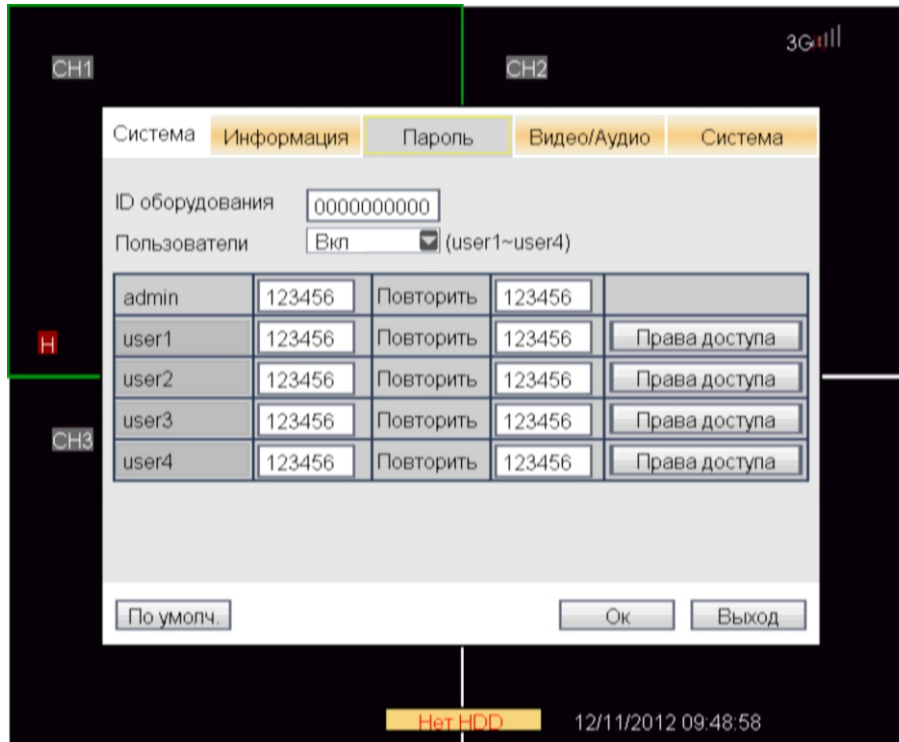 3G
CH1 CH2
Система Информация Пароль Видео/Аудио Система
ID оборудования 0000000000
Пользователи Вкл (user1~user4)
admin 123456 Повторить 123456
H user1 123456 Повторить 123456 Права доступа
user2 123456 Повторить 123456 Права доступа
CH3 user3 123456 Повторить 123456 Права доступа
user4 123456 Повторить 123456 Права доступа
По умолч. Ок Выход
Нет HDD 12/11/2012 09:48:58